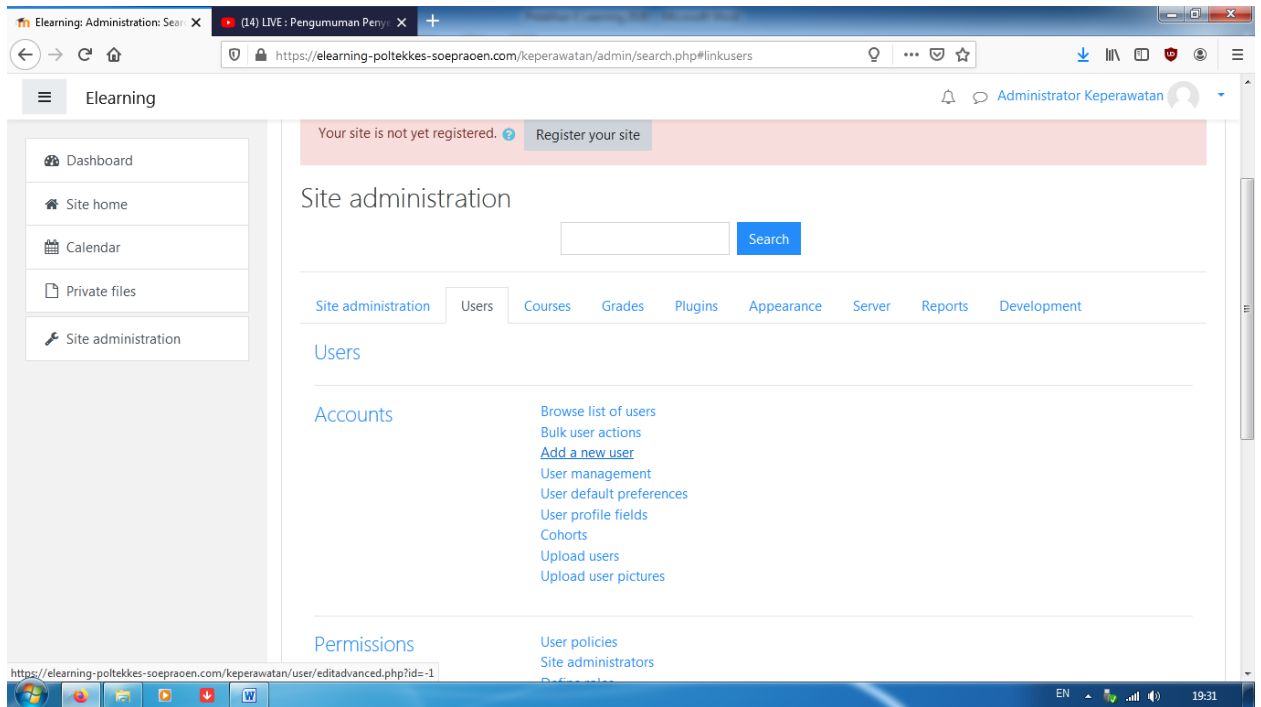 Elearning: Administration: Sear
(14) LIVE : Pengumuman Penye
https://elearning-poltekkes-soepraoen.com/keperawatan/admin/search.php#linkusers
Elearning
Administrator Keperawatan
Your site is not yet registered.
Register your site
Dashboard
Site home
Calendar
Private files
Site administration
Site administration
Search
Site administration Users Courses Grades Plugins Appearance Server Reports Development
Users
Accounts
Browse list of users
Bulk user actions
Add a new user
User management
User default preferences
User profile fields
Cohorts
Upload users
Upload user pictures
Permissions
User policies
Site administrators
Define roles
https://elearning-poltekkes-soepraoen.com/keperawatan/user/editadvanced.php?id=-1
EN
19:31